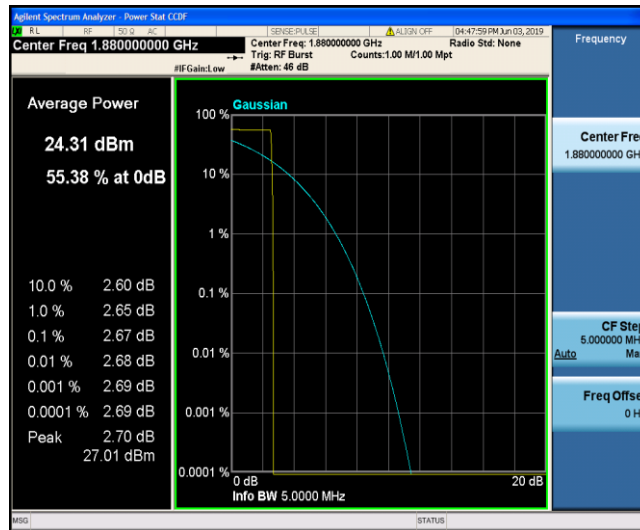 Agilent Spectrum Analyzer - Power Stat CCDF
RL RF 50 Ω AC SENSE:PULSE ALIGN OFF 04:47:59 PM Jun 03, 2019
Center Freq 1.880000000 GHz
Center Freq: 1.880000000 GHz Radio Std: None
Trig: RF Burst Counts:1.00 M/1.00 Mpt
#IFGain:Low #Atten: 46 dB
Frequency
Average Power
24.31 dBm
55.38 % at 0dB
10.0 % 2.60 dB
1.0 % 2.65 dB
0.1 % 2.67 dB
0.01 % 2.68 dB
0.001 % 2.69 dB
0.0001 % 2.69 dB
Peak 2.70 dB
27.01 dBm
Gaussian
100 %
10 %
1 %
0.1 %
0.01 %
0.001 %
0.0001 %
0 dB 20 dB
Info BW 5.0000 MHz
Center Fre
1.880000000 GH
CF Step
5.000000 MH
Auto Ma
Freq Offse
0 H
MSG STATUS